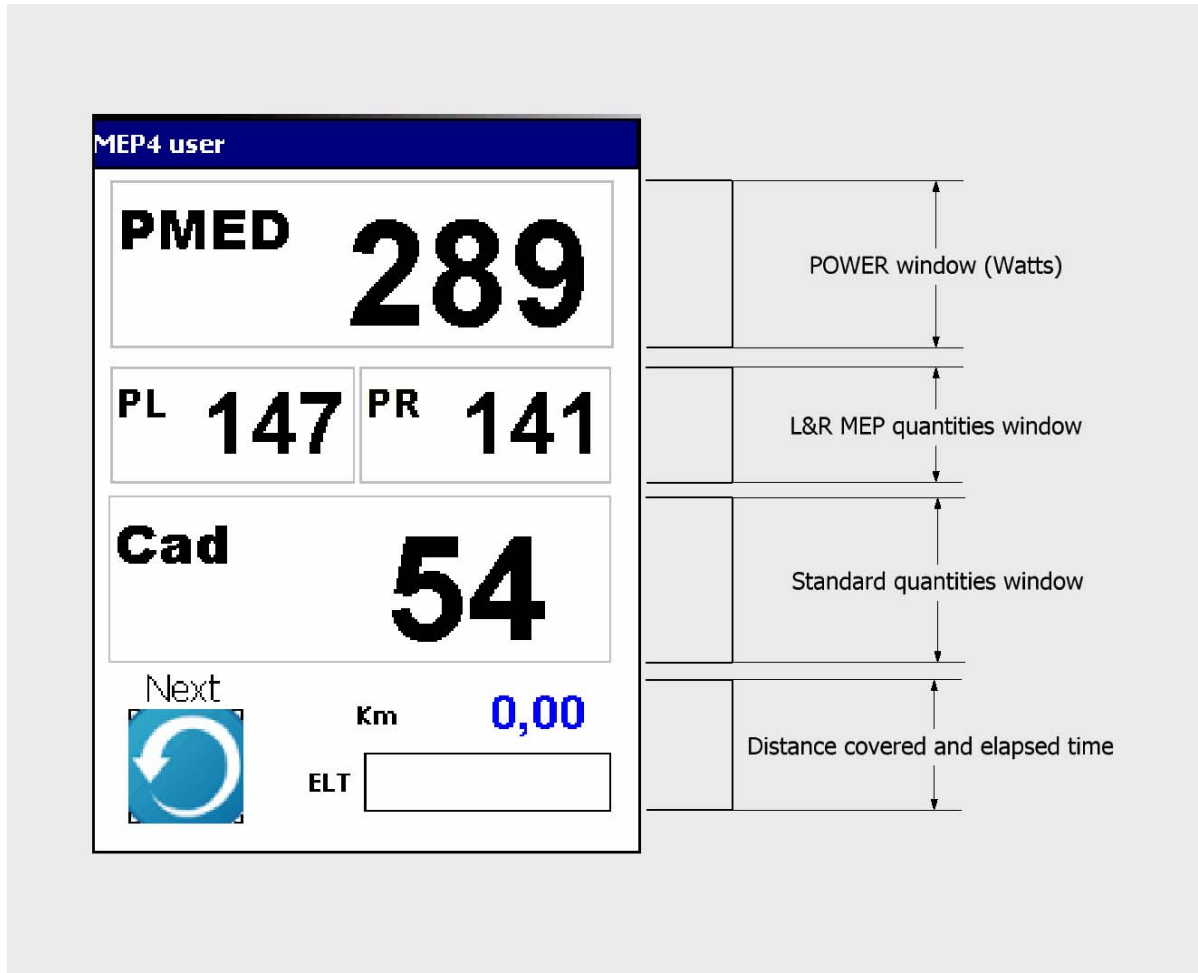 MEP4 user
PMED 289
POWER window (Watts)
PL 147 PR 141
L&R MEP quantities window
Cad 54
Standard quantities window
Next
Km 0,00
ELT
Distance covered and elapsed time